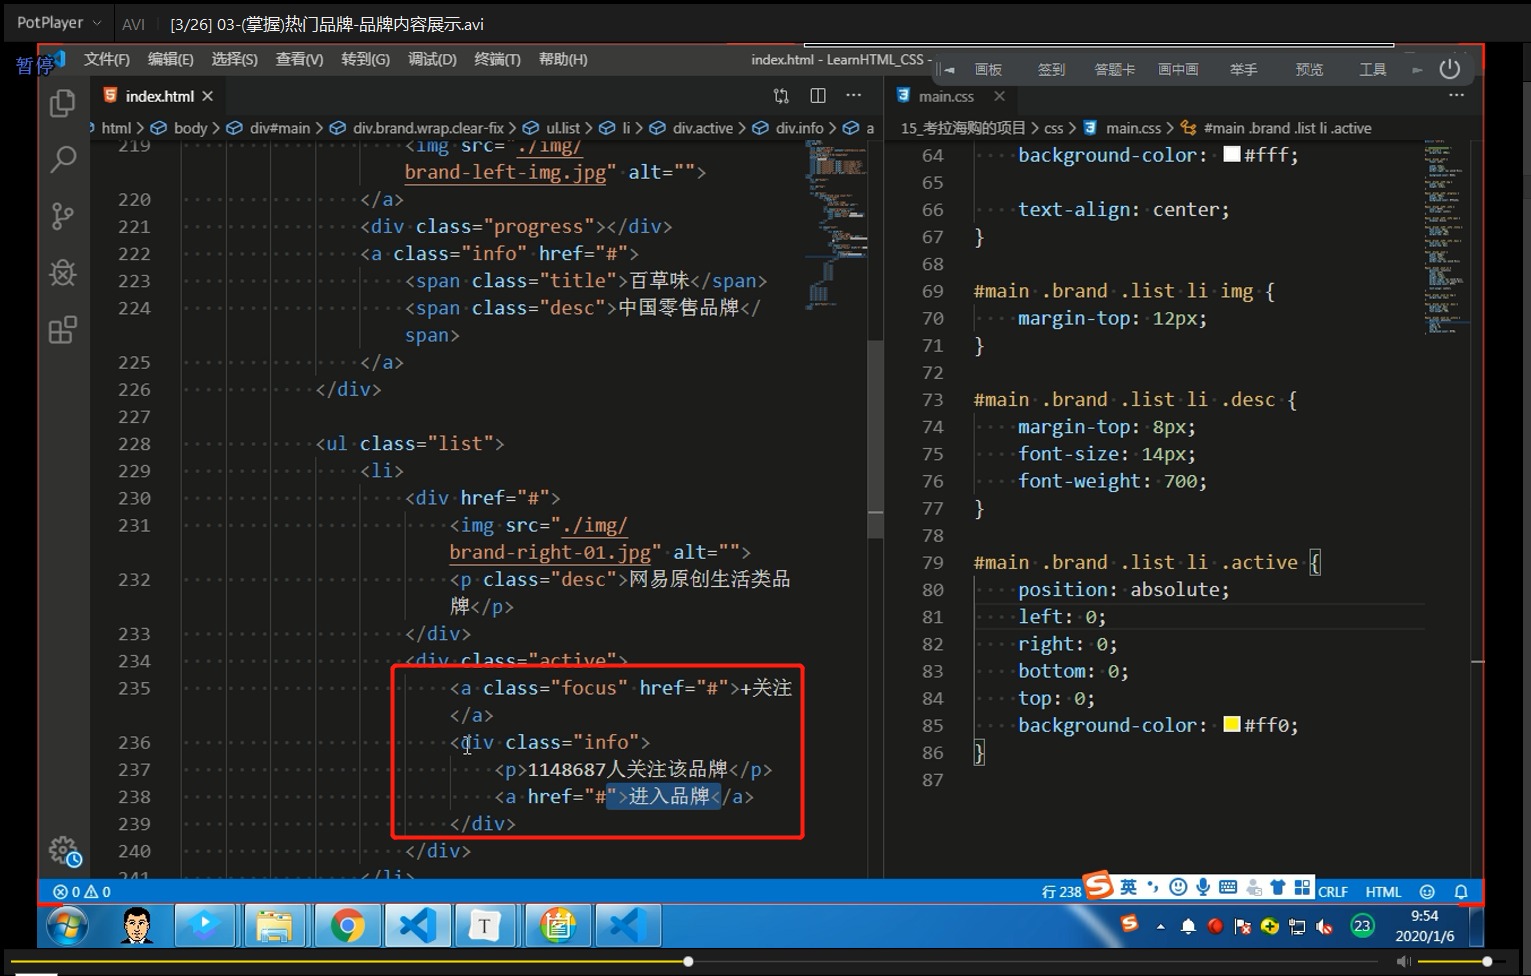 PotPlayer AVI [3/26] 03-(掌握)热门品牌-品牌内容展示.avi
暂停
文件(F) 编辑(E) 选择(S) 查看(V) 转到(G) 调试(D) 终端(T) 帮助(H) index.html - LearnHTML_CSS -
画板 签到 答题卡 画中画 举手 预览 工具
index.html
main.css
html > body > div#main > div.brand.wrap.clear-fix > ul.list > li > div.active > div.info > a
15_考拉海购的项目 > css > main.css > #main .brand .list li .active
219 <img src="./img/
brand-left-img.jpg" alt="">
220 </a>
221 <div class="progress"></div>
222 <a class="info" href="#">
223 <span class="title">百草味</span>
224 <span class="desc">中国零售品牌</
span>
225 </a>
226 </div>
227
228 <ul class="list">
229 <li>
230 <div href="#">
231 <img src="./img/
brand-right-01.jpg" alt="">
232 <p class="desc">网易原创生活类品
牌</p>
233 </div>
234 <div class="active">
235 <a class="focus" href="#">+关注
</a>
236 <div class="info">
237 <p>1148687人关注该品牌</p>
238 <a href="#">进入品牌</a>
239 </div>
240 </div>
241 </li>
64 background-color: #fff;
65
66 text-align: center;
67 }
68
69 #main .brand .list li img {
70 margin-top: 12px;
71 }
72
73 #main .brand .list li .desc {
74 margin-top: 8px;
75 font-size: 14px;
76 font-weight: 700;
77 }
78
79 #main .brand .list li .active {
80 position: absolute;
81 left: 0;
82 right: 0;
83 bottom: 0;
84 top: 0;
85 background-color: #ff0;
86 }
87
0 0
行 238
英
CRLF HTML
T
23
9:54
2020/1/6